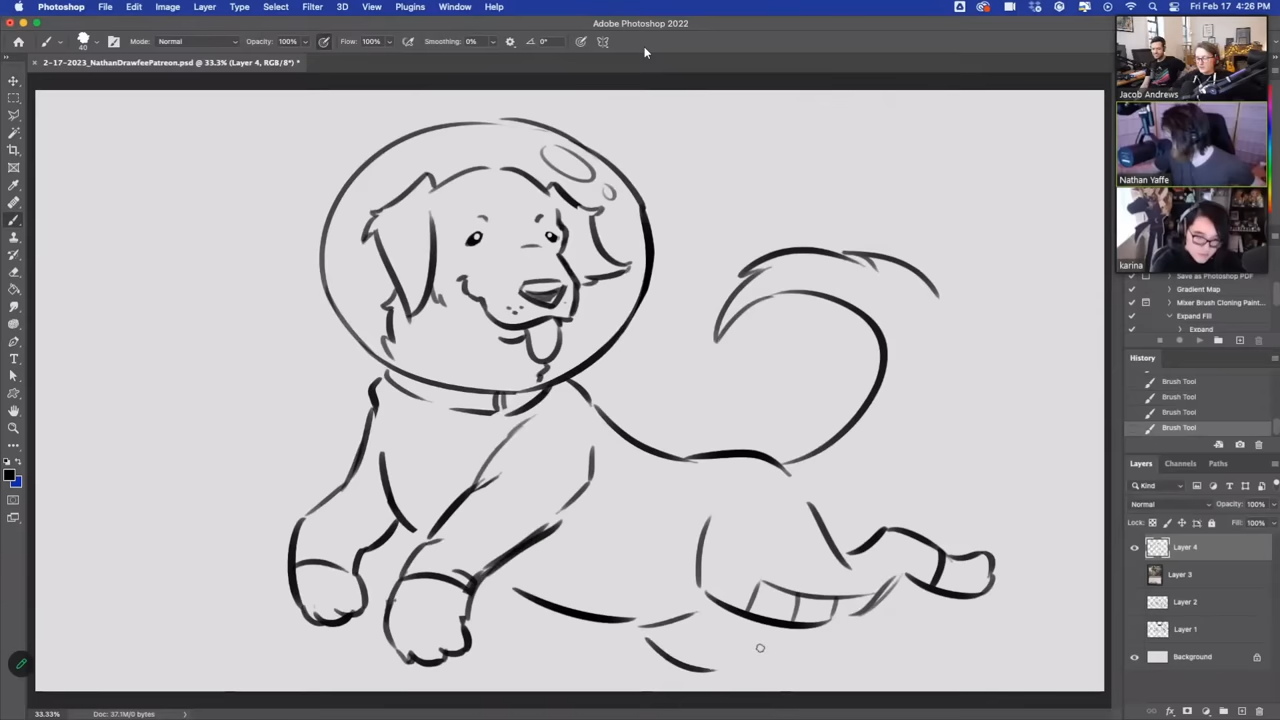 Photoshop File Edit Image Layer Type Select Filter 3D View Plugins Window Help Fri Feb 17 4:26 PM
Adobe Photoshop 2022
40 Mode: Normal Opacity: 100% Flow: 100% Smoothing: 0% 0°
2-17-2023_NathanDrawfeePatreon.psd @ 33.3% (Layer 4, RGB/8*) *
Jacob Andrews
Nathan Yaffe
karina
Save as Photoshop PDF
Gradient Map
Mixer Brush Cloning Paint...
Expand Fill
Expand
History
Brush Tool
Brush Tool
Brush Tool
Brush Tool
Layers Channels Paths
Kind
Normal Opacity: 100%
Lock: Fill: 100%
Layer 4
Layer 3
Layer 2
Layer 1
Background
33.33% Doc: 37.1M/0 bytes